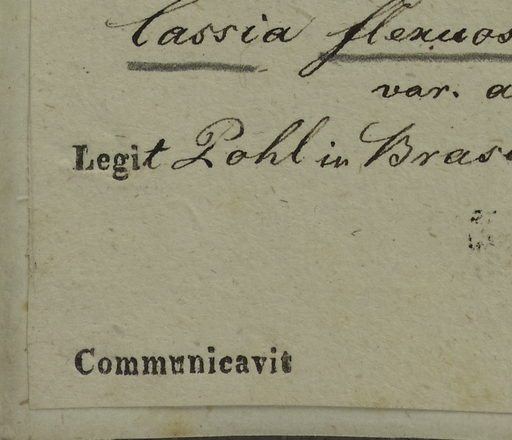 Cassia flexuos
var. a
Legit Pohl in Bras
Communicavit